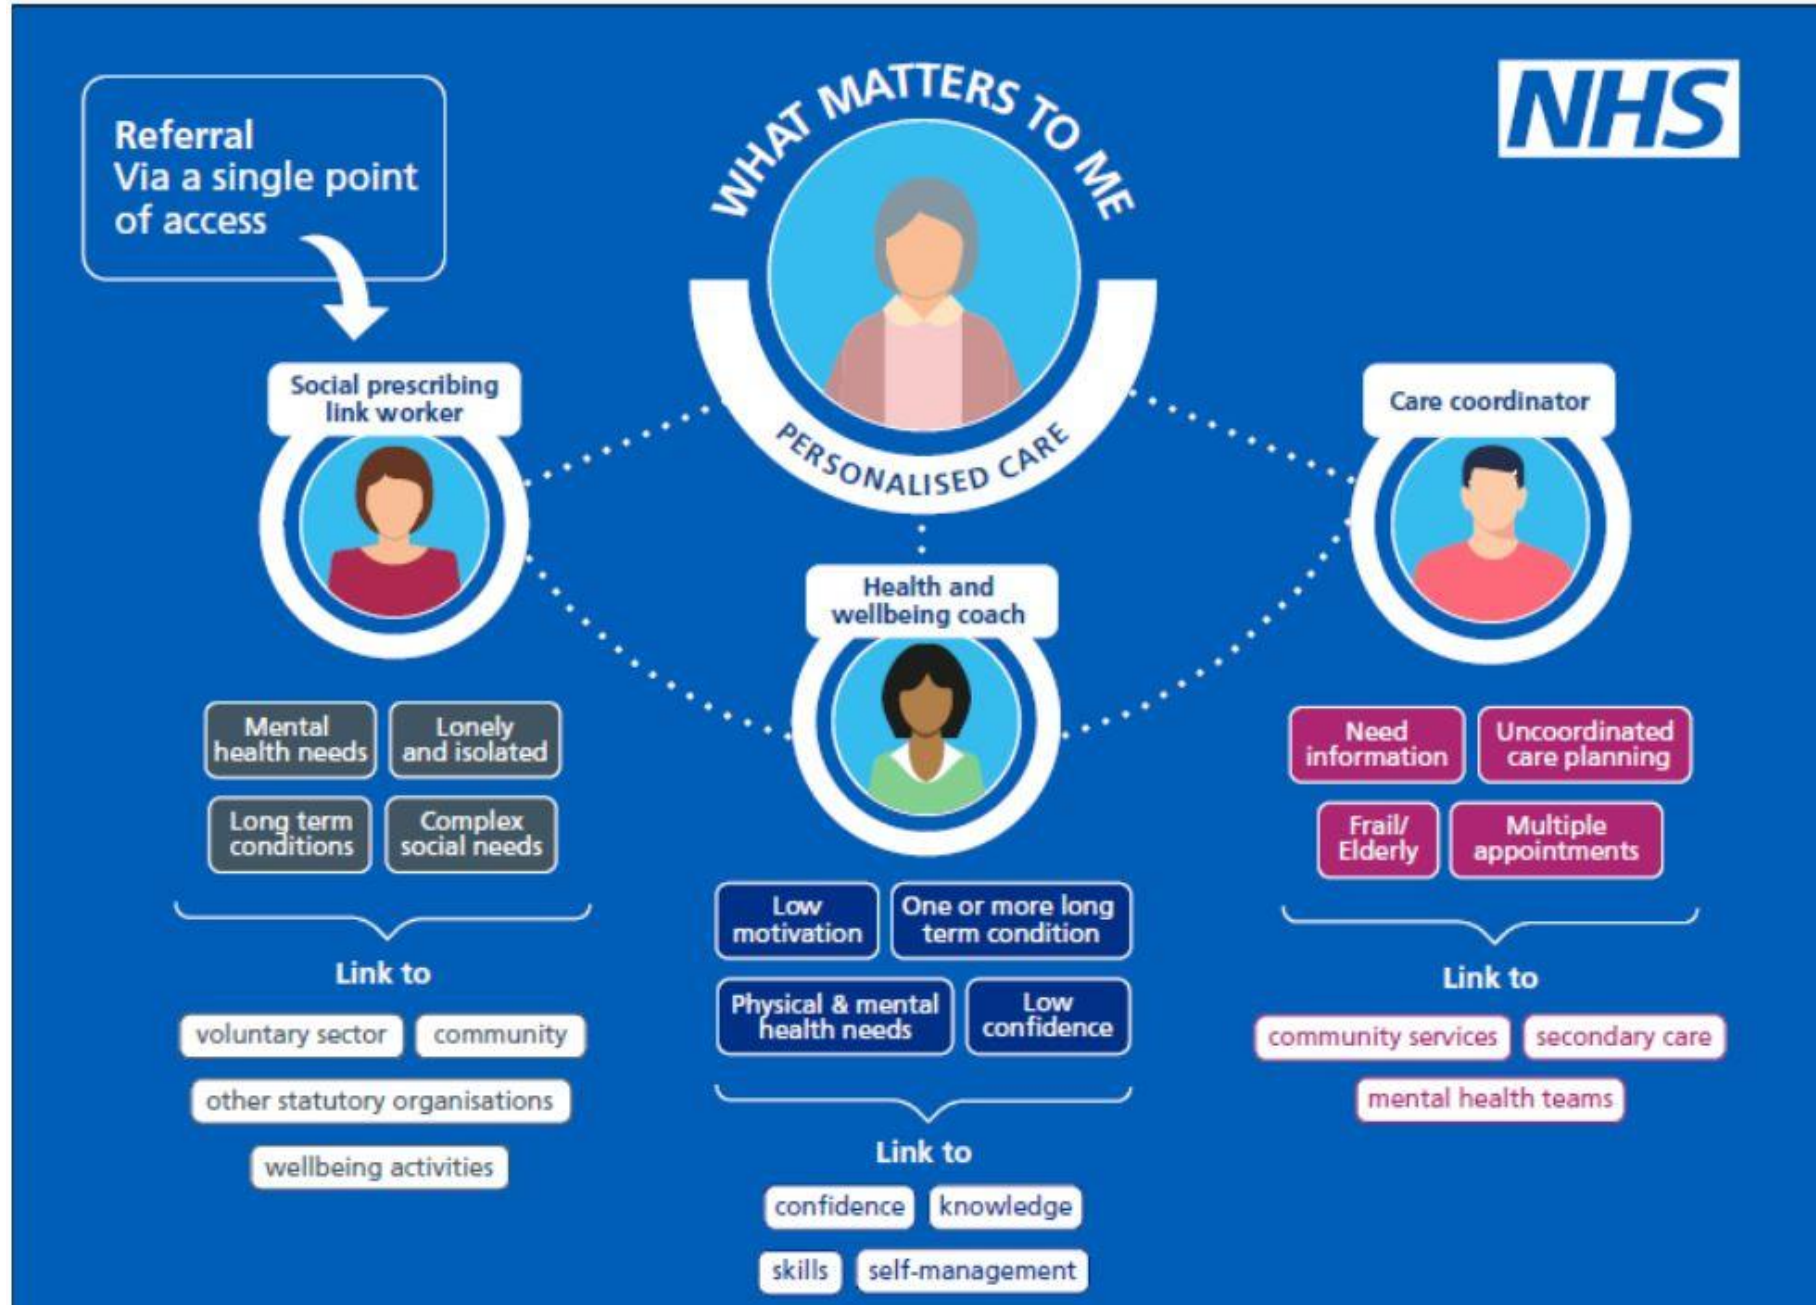 Referral
Via a single point
of access
WHAT MATTERS TO ME
NHS
PERSONALISED CARE
Social prescribing
link worker
Mental
health needs
Lonely
and isolated
Long term
conditions
Complex
social needs
Link to
voluntary sector
community
other statutory organisations
wellbeing activities
Health and
wellbeing coach
Low
motivation
One or more long
term condition
Physical & mental
health needs
Low
confidence
Link to
confidence
knowledge
skills
self-management
Care coordinator
Need
information
Uncoordinated
care planning
Frail/
Elderly
Multiple
appointments
Link to
community services
secondary care
mental health teams